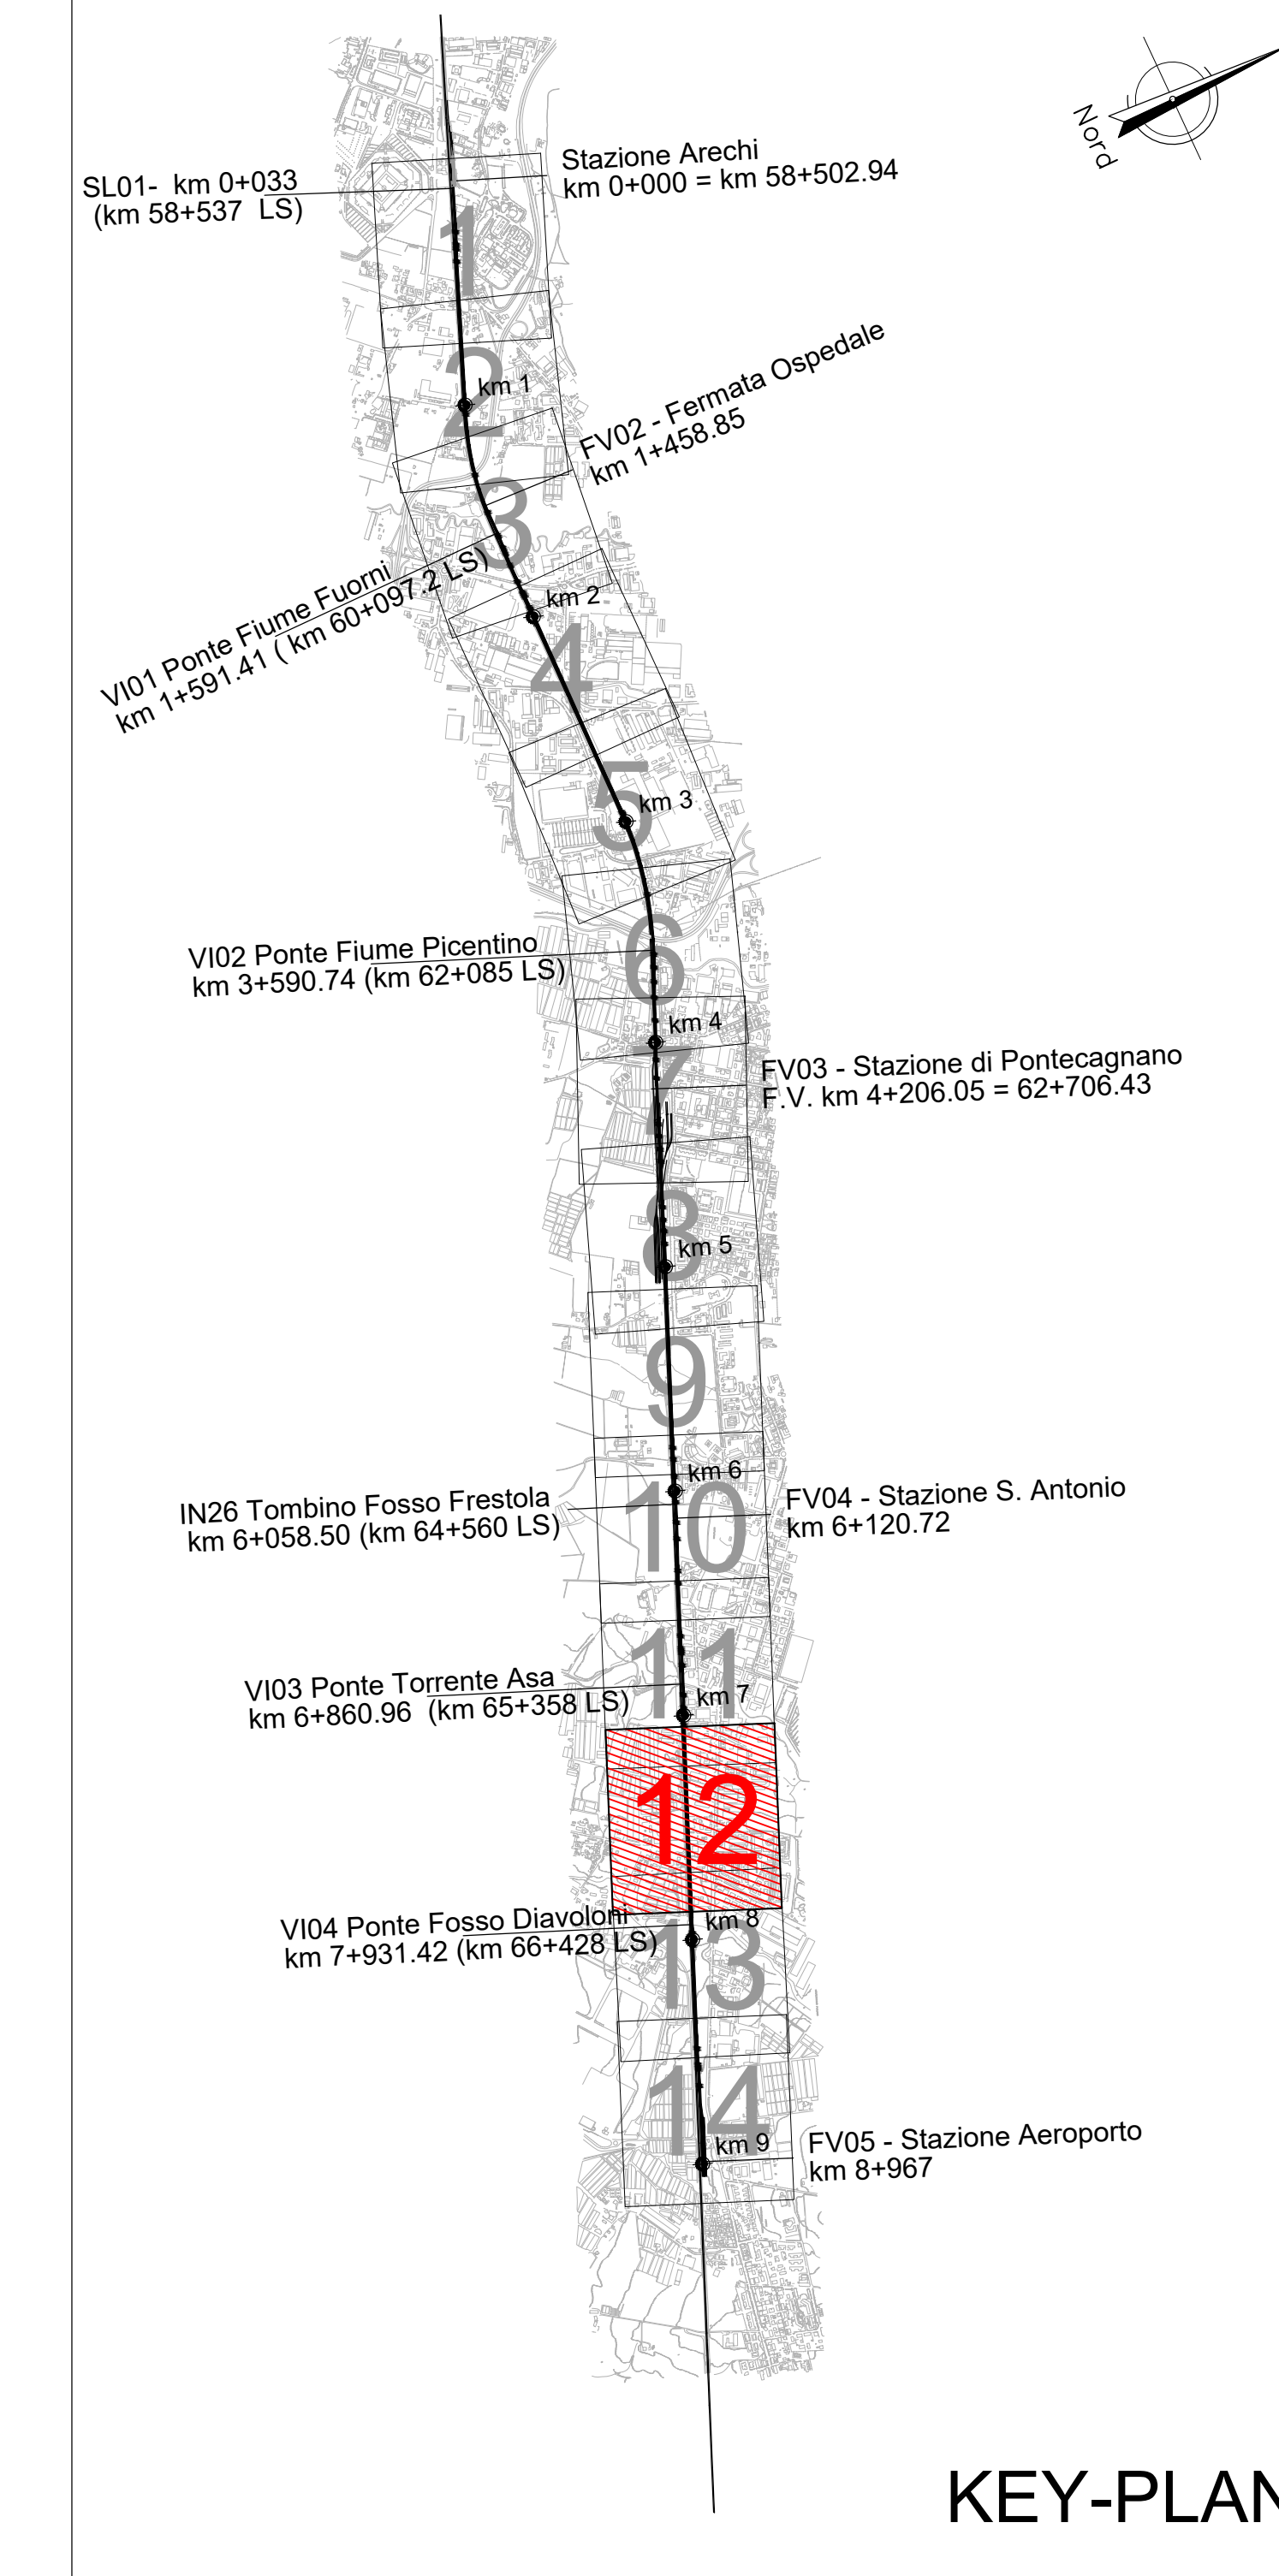 Nord
Stazione Arechi
km 0+000 = km 58+502.94
SL01- km 0+033
(km 58+537 LS)
1
2
km 1
FV02 - Fermata Ospedale
km 1+458.85
3
VI01 Ponte Fiume Fuorni
km 1+591.41 ( km 60+097.2 LS)
km 2
4
5
km 3
6
VI02 Ponte Fiume Picentino
km 3+590.74 (km 62+085 LS)
km 4
7
FV03 - Stazione di Pontecagnano
F.V. km 4+206.05 = 62+706.43
8
km 5
9
km 6
10
IN26 Tombino Fosso Frestola
km 6+058.50 (km 64+560 LS)
FV04 - Stazione S. Antonio
km 6+120.72
11
VI03 Ponte Torrente Asa
km 6+860.96 (km 65+358 LS)
km 7
12
VI04 Ponte Fosso Diavoloni
km 7+931.42 (km 66+428 LS)
km 8
13
14
km 9
FV05 - Stazione Aeroporto
km 8+967
KEY-PLAN